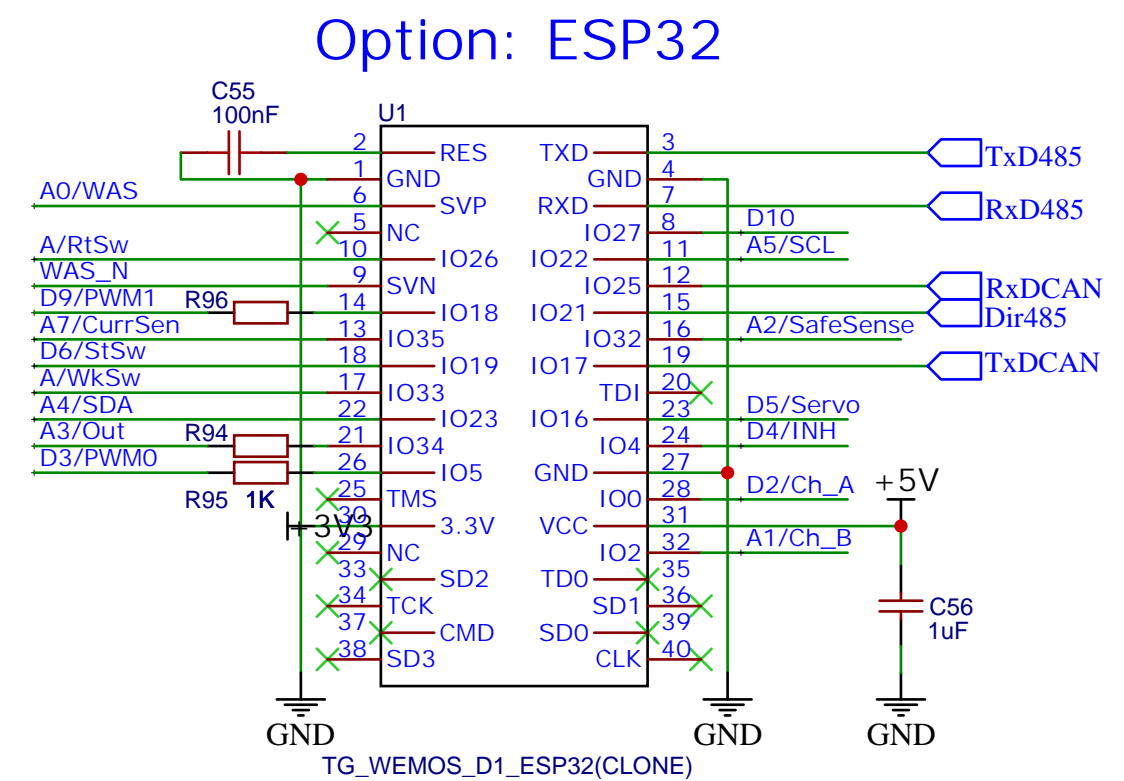 Option: ESP32
C55
100nF
U1
2 RES TXD 3 TxD485
1 GND GND 4
A0/WAS 6 SVP RXD 7 RxD485
5 NC IO27 8 D10
A/RtSw 10 IO26 IO22 11 A5/SCL
WAS_N 9 SVN IO25 12 RxDCAN
D9/PWM1 R96 14 IO18 IO21 15 Dir485
A7/CurrSen 13 IO35 IO32 16 A2/SafeSense
D6/StSw 18 IO19 IO17 19 TxDCAN
A/WkSw 17 IO33 TDI 20
A4/SDA 22 IO23 IO16 23 D5/Servo
A3/Out R94 21 IO34 IO4 24 D4/INH
D3/PWM0 26 IO5 GND 27
R95 1K 25 TMS IO0 28 D2/Ch_A +5V
+3V3 30 3.3V VCC 31
29 NC IO2 32 A1/Ch_B
33 SD2 TD0 35
34 TCK SD1 36 C56
37 CMD SD0 39 1uF
38 SD3 CLK 40
GND GND GND
TG_WEMOS_D1_ESP32(CLONE)